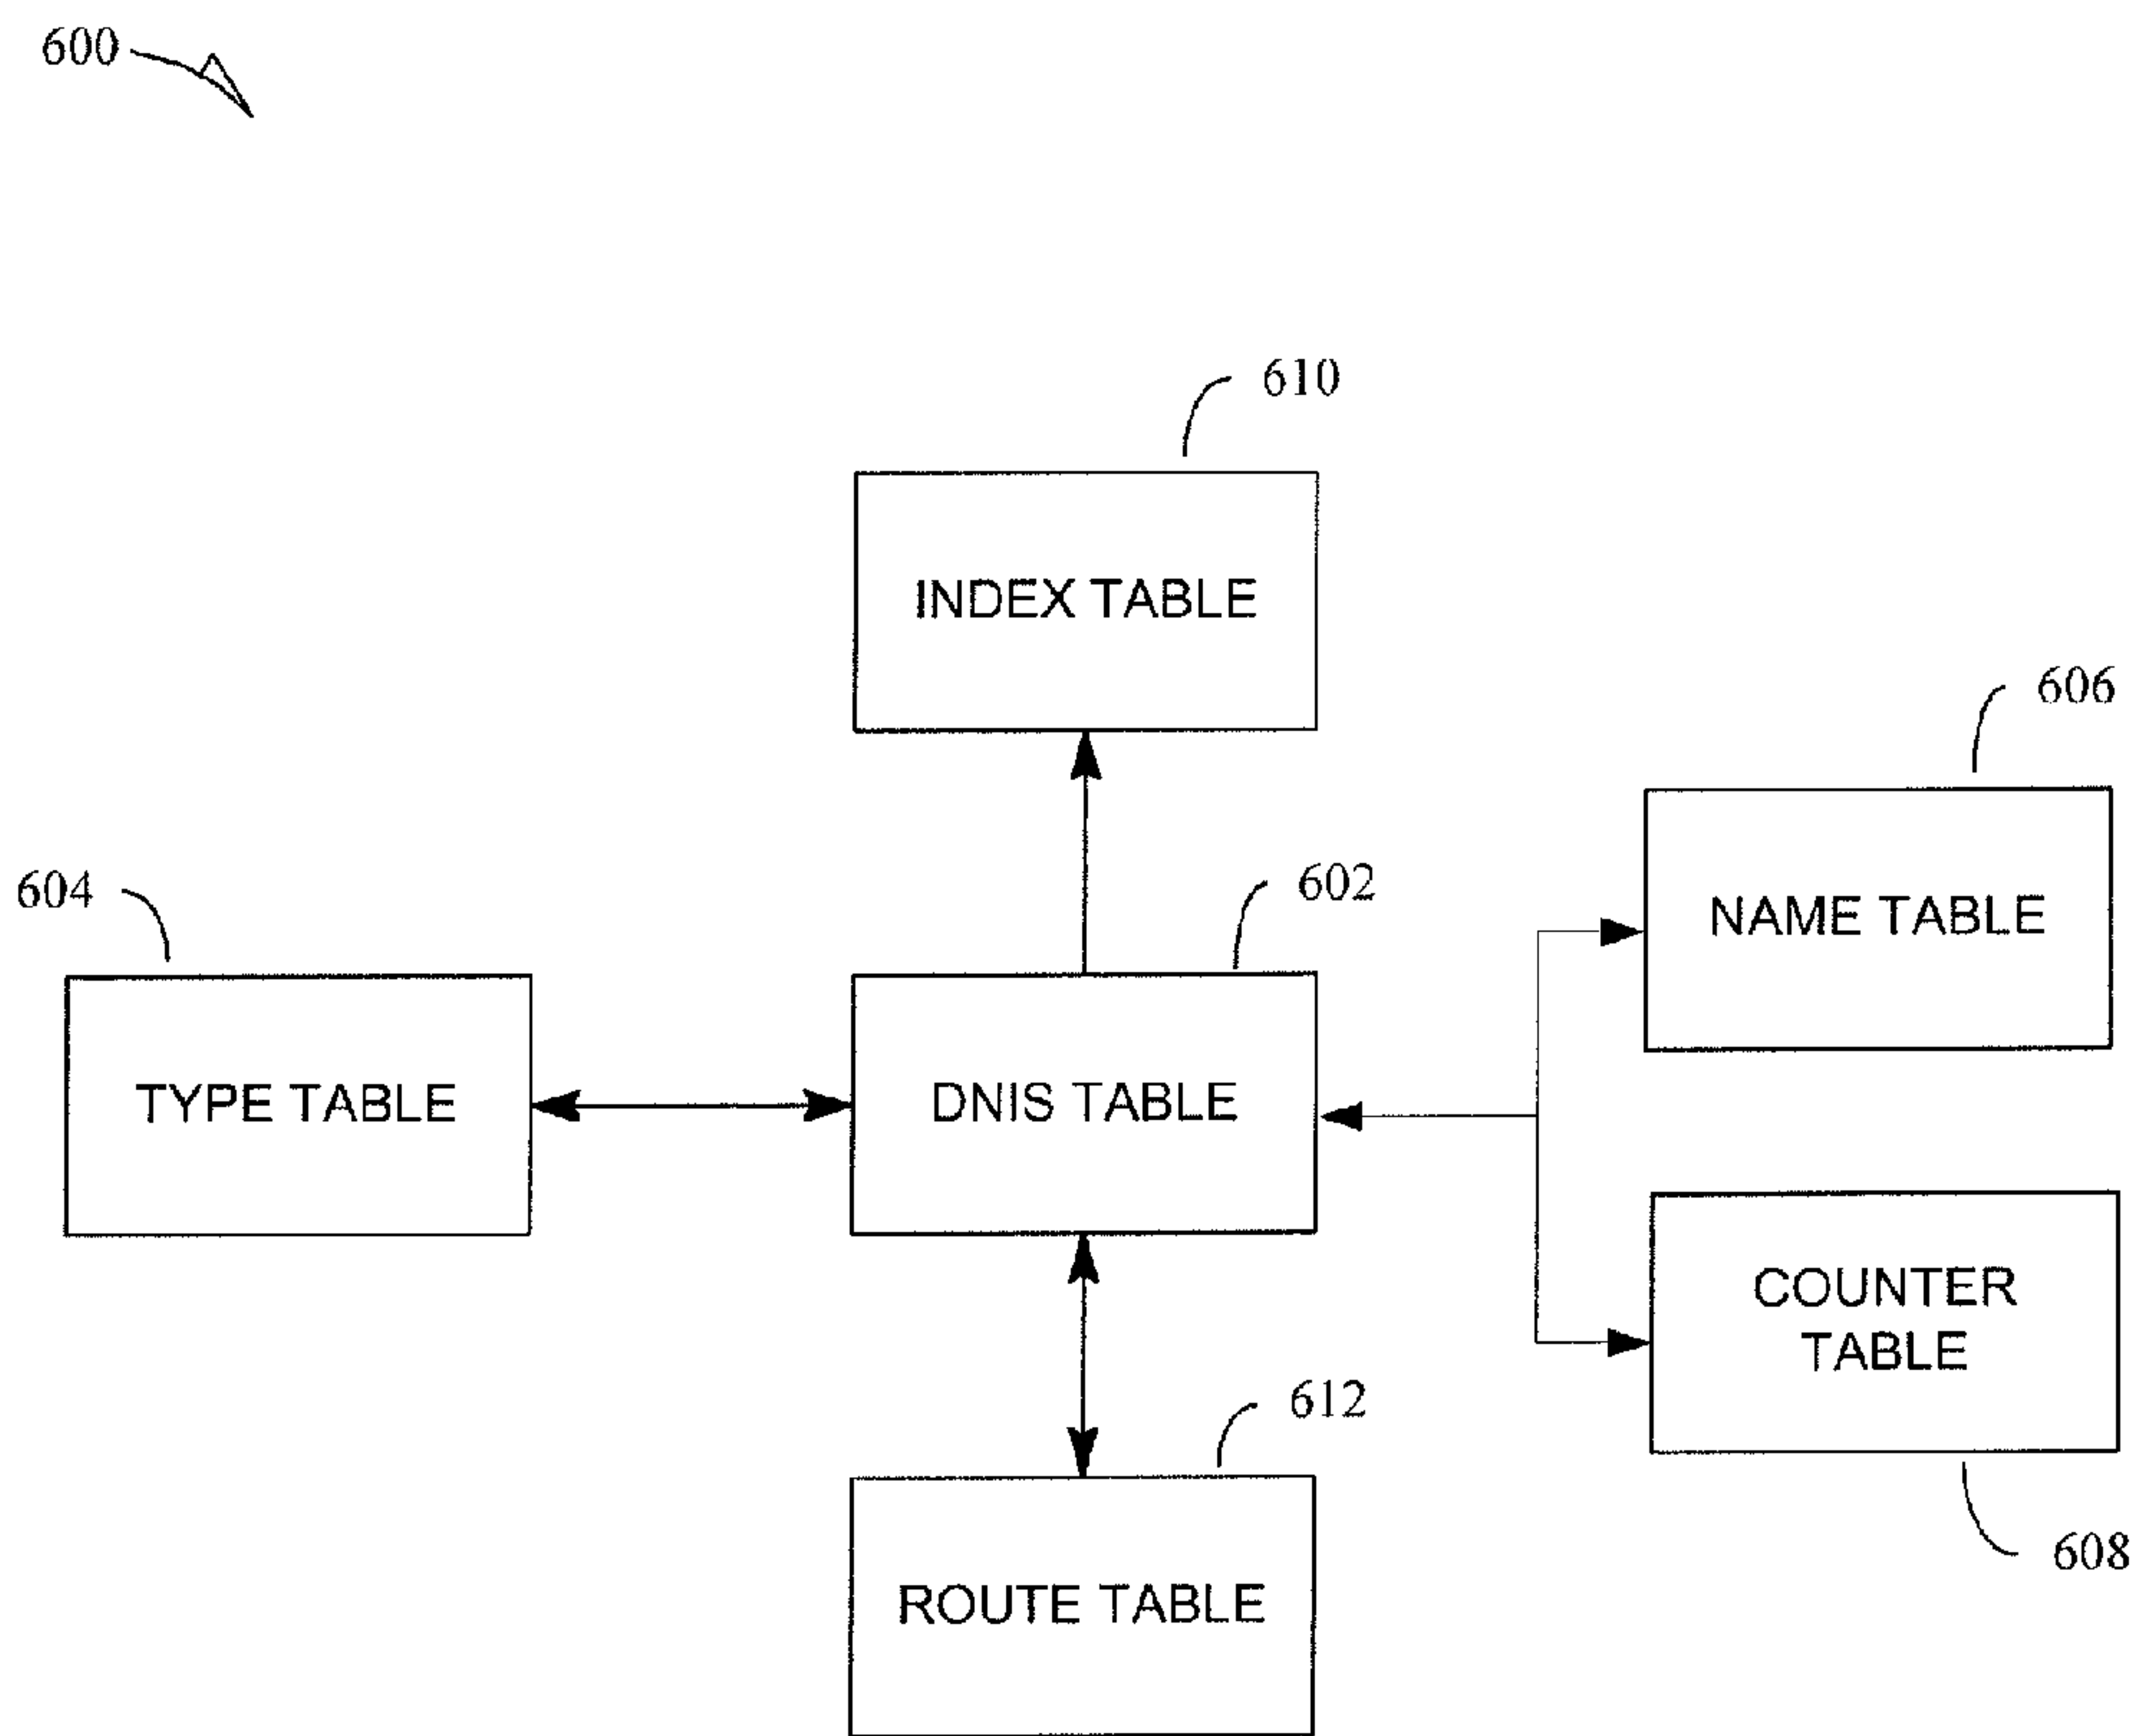 600
610
INDEX TABLE
606
NAME TABLE
604
602
TYPE TABLE
DNIS TABLE
COUNTER
TABLE
612
608
ROUTE TABLE